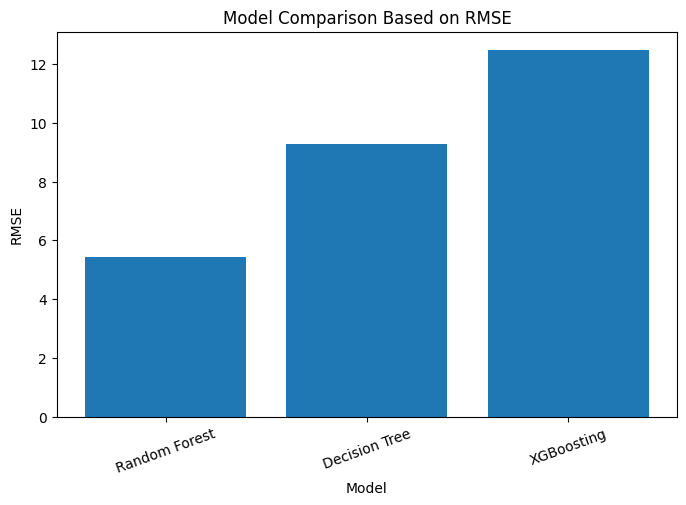 Model Comparison Based on RMSE
12
10
8
6
4
2
0
RMSE
Random Forest
Decision Tree
XGBoosting
Model